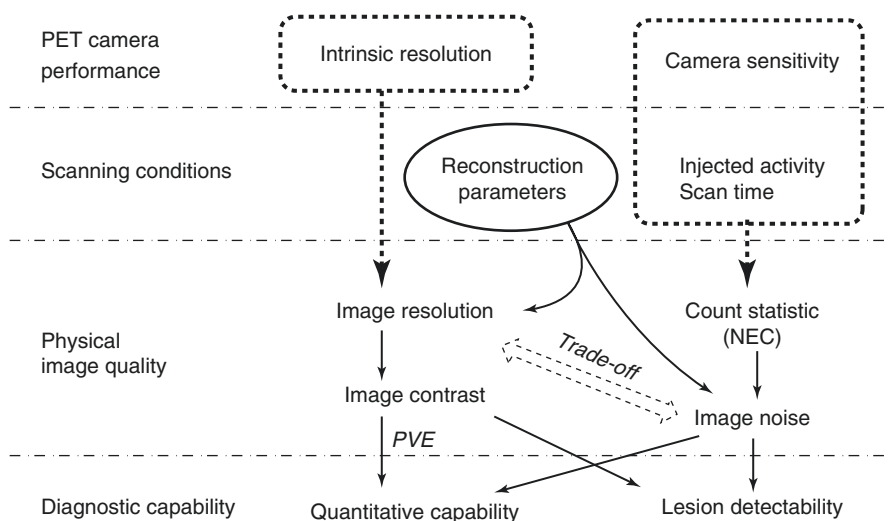 PET camera
performance
Intrinsic resolution
Camera sensitivity
Scanning conditions
Reconstruction
parameters
Injected activity
Scan time
Physical
image quality
Image resolution
Count statistic
(NEC)
Trade-off
Image contrast
Image noise
PVE
Diagnostic capability
Quantitative capability
Lesion detectability